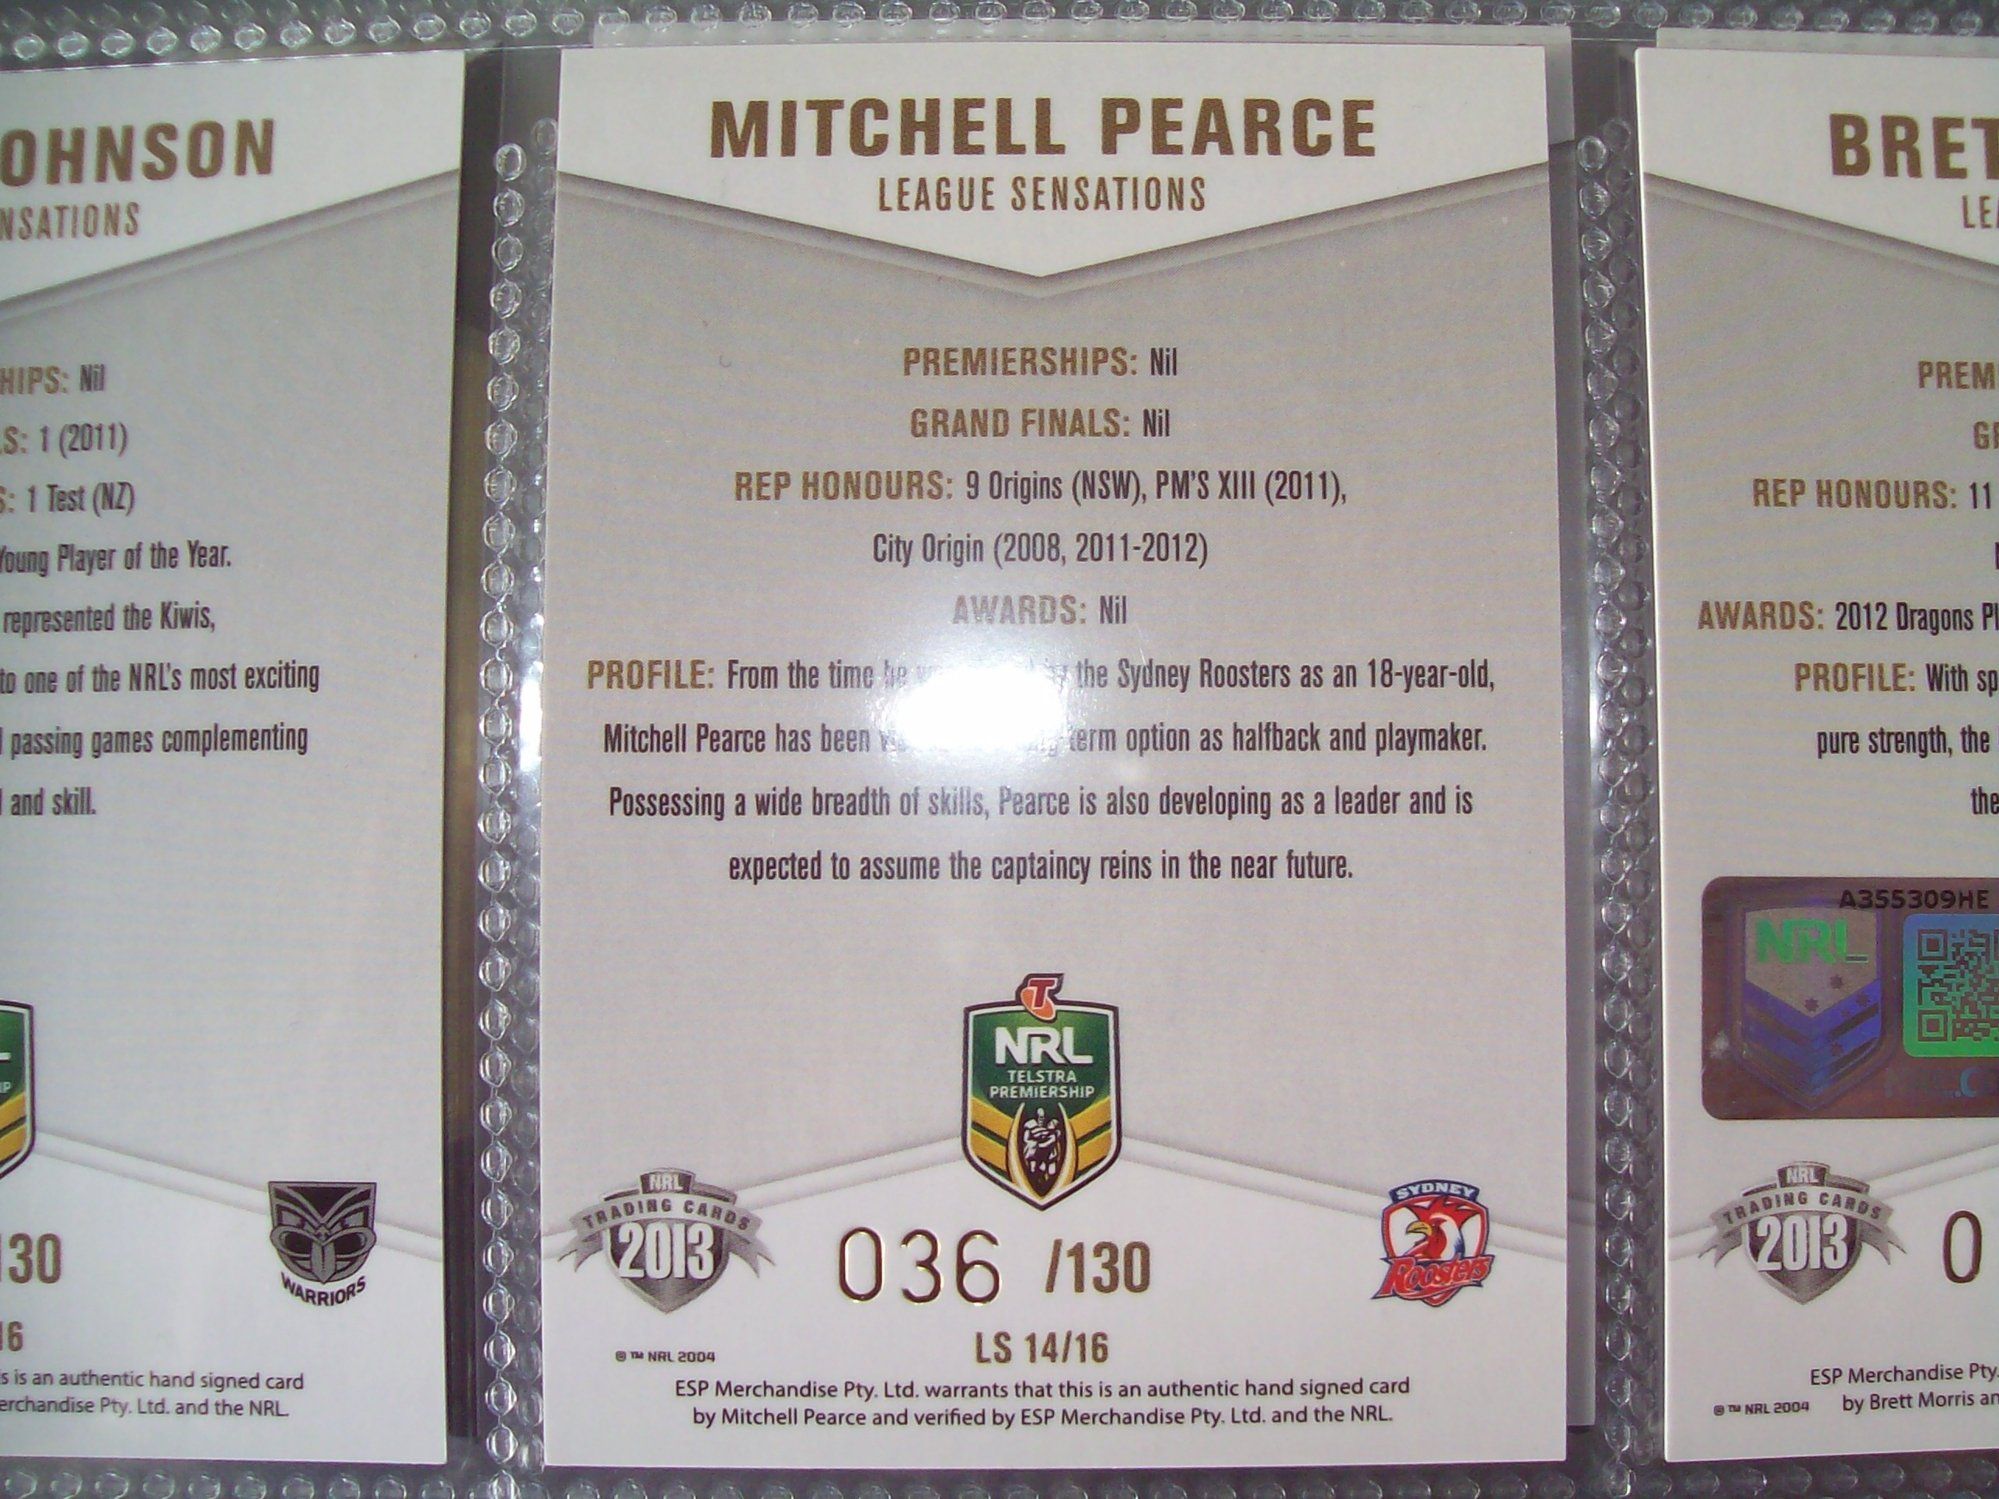 OHNSON
NSATIONS
HIPS: Nil
S: 1 (2011)
S: 1 Test (NZ)
Young Player of the Year.
represented the Kiwis,
to one of the NRL's most exciting
passing games complementing
and skill.
130
WARRIORS
16
s is an authentic hand signed card
erchandise Pty. Ltd. and the NRL.
MITCHELL PEARCE
LEAGUE SENSATIONS
PREMIERSHIPS: Nil
GRAND FINALS: Nil
REP HONOURS: 9 Origins (NSW), PM'S XIII (2011),
City Origin (2008, 2011-2012)
AWARDS: Nil
PROFILE: From the time he by the Sydney Roosters as an 18-year-old,
Mitchell Pearce has been term option as halfback and playmaker.
Possessing a wide breadth of skills, Pearce is also developing as a leader and is
expected to assume the captaincy reins in the near future.
T
NRL
TELSTRA
PREMIERSHIP
NRL
TRADING CARDS
2013
036 /130
SYDNEY
Roosters
LS 14/16
© ™ NRL 2004
ESP Merchandise Pty. Ltd. warrants that this is an authentic hand signed card
by Mitchell Pearce and verified by ESP Merchandise Pty. Ltd. and the NRL.
BRET
LEA
PREM
GR
REP HONOURS: 11
AWARDS: 2012 Dragons Pl
PROFILE: With sp
pure strength, the
the
A355309HE
NRL
NRL
TRADING CARDS
2013
0
ESP Merchandise Pty.
© ™ NRL 2004
by Brett Morris an